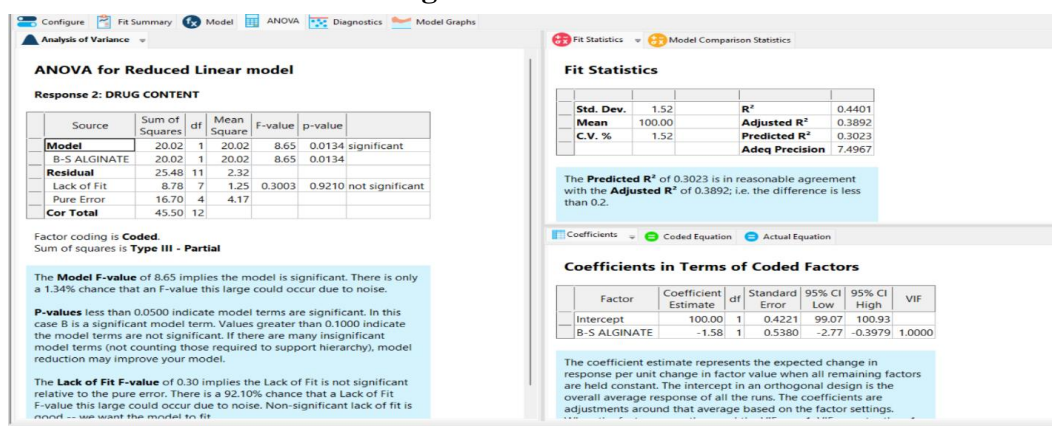 Configure Fit Summary Model ANOVA Diagnostics Model Graphs
Analysis of Variance
ANOVA for Reduced Linear model
Response 2: DRUG CONTENT
Source Sum of Squares df Mean Square F-value p-value
Model 20.02 1 20.02 8.65 0.0134 significant
B-S ALGINATE 20.02 1 20.02 8.65 0.0134
Residual 25.48 11 2.32
Lack of Fit 8.78 7 1.25 0.3003 0.9210 not significant
Pure Error 16.70 4 4.17
Cor Total 45.50 12
Factor coding is Coded.
Sum of squares is Type III - Partial
The Model F-value of 8.65 implies the model is significant. There is only
a 1.34% chance that an F-value this large could occur due to noise.
P-values less than 0.0500 indicate model terms are significant. In this
case B is a significant model term. Values greater than 0.1000 indicate
the model terms are not significant. If there are many insignificant
model terms (not counting those required to support hierarchy), model
reduction may improve your model.
The Lack of Fit F-value of 0.30 implies the Lack of Fit is not significant
relative to the pure error. There is a 92.10% chance that a Lack of Fit
F-value this large could occur due to noise. Non-significant lack of fit is
good -- we want the model to fit
Fit Statistics Model Comparison Statistics
Fit Statistics
Std. Dev. 1.52 R² 0.4401
Mean 100.00 Adjusted R² 0.3892
C.V. % 1.52 Predicted R² 0.3023
Adeq Precision 7.4967
The Predicted R² of 0.3023 is in reasonable agreement
with the Adjusted R² of 0.3892; i.e. the difference is less
than 0.2.
Coefficients Coded Equation Actual Equation
Coefficients in Terms of Coded Factors
Factor Coefficient Estimate df Standard Error 95% CI Low 95% CI High VIF
Intercept 100.00 1 0.4221 99.07 100.93
B-S ALGINATE -1.58 1 0.5380 -2.77 -0.3979 1.0000
The coefficient estimate represents the expected change in
response per unit change in factor value when all remaining factors
are held constant. The intercept in an orthogonal design is the
overall average response of all the runs. The coefficients are
adjustments around that average based on the factor settings.